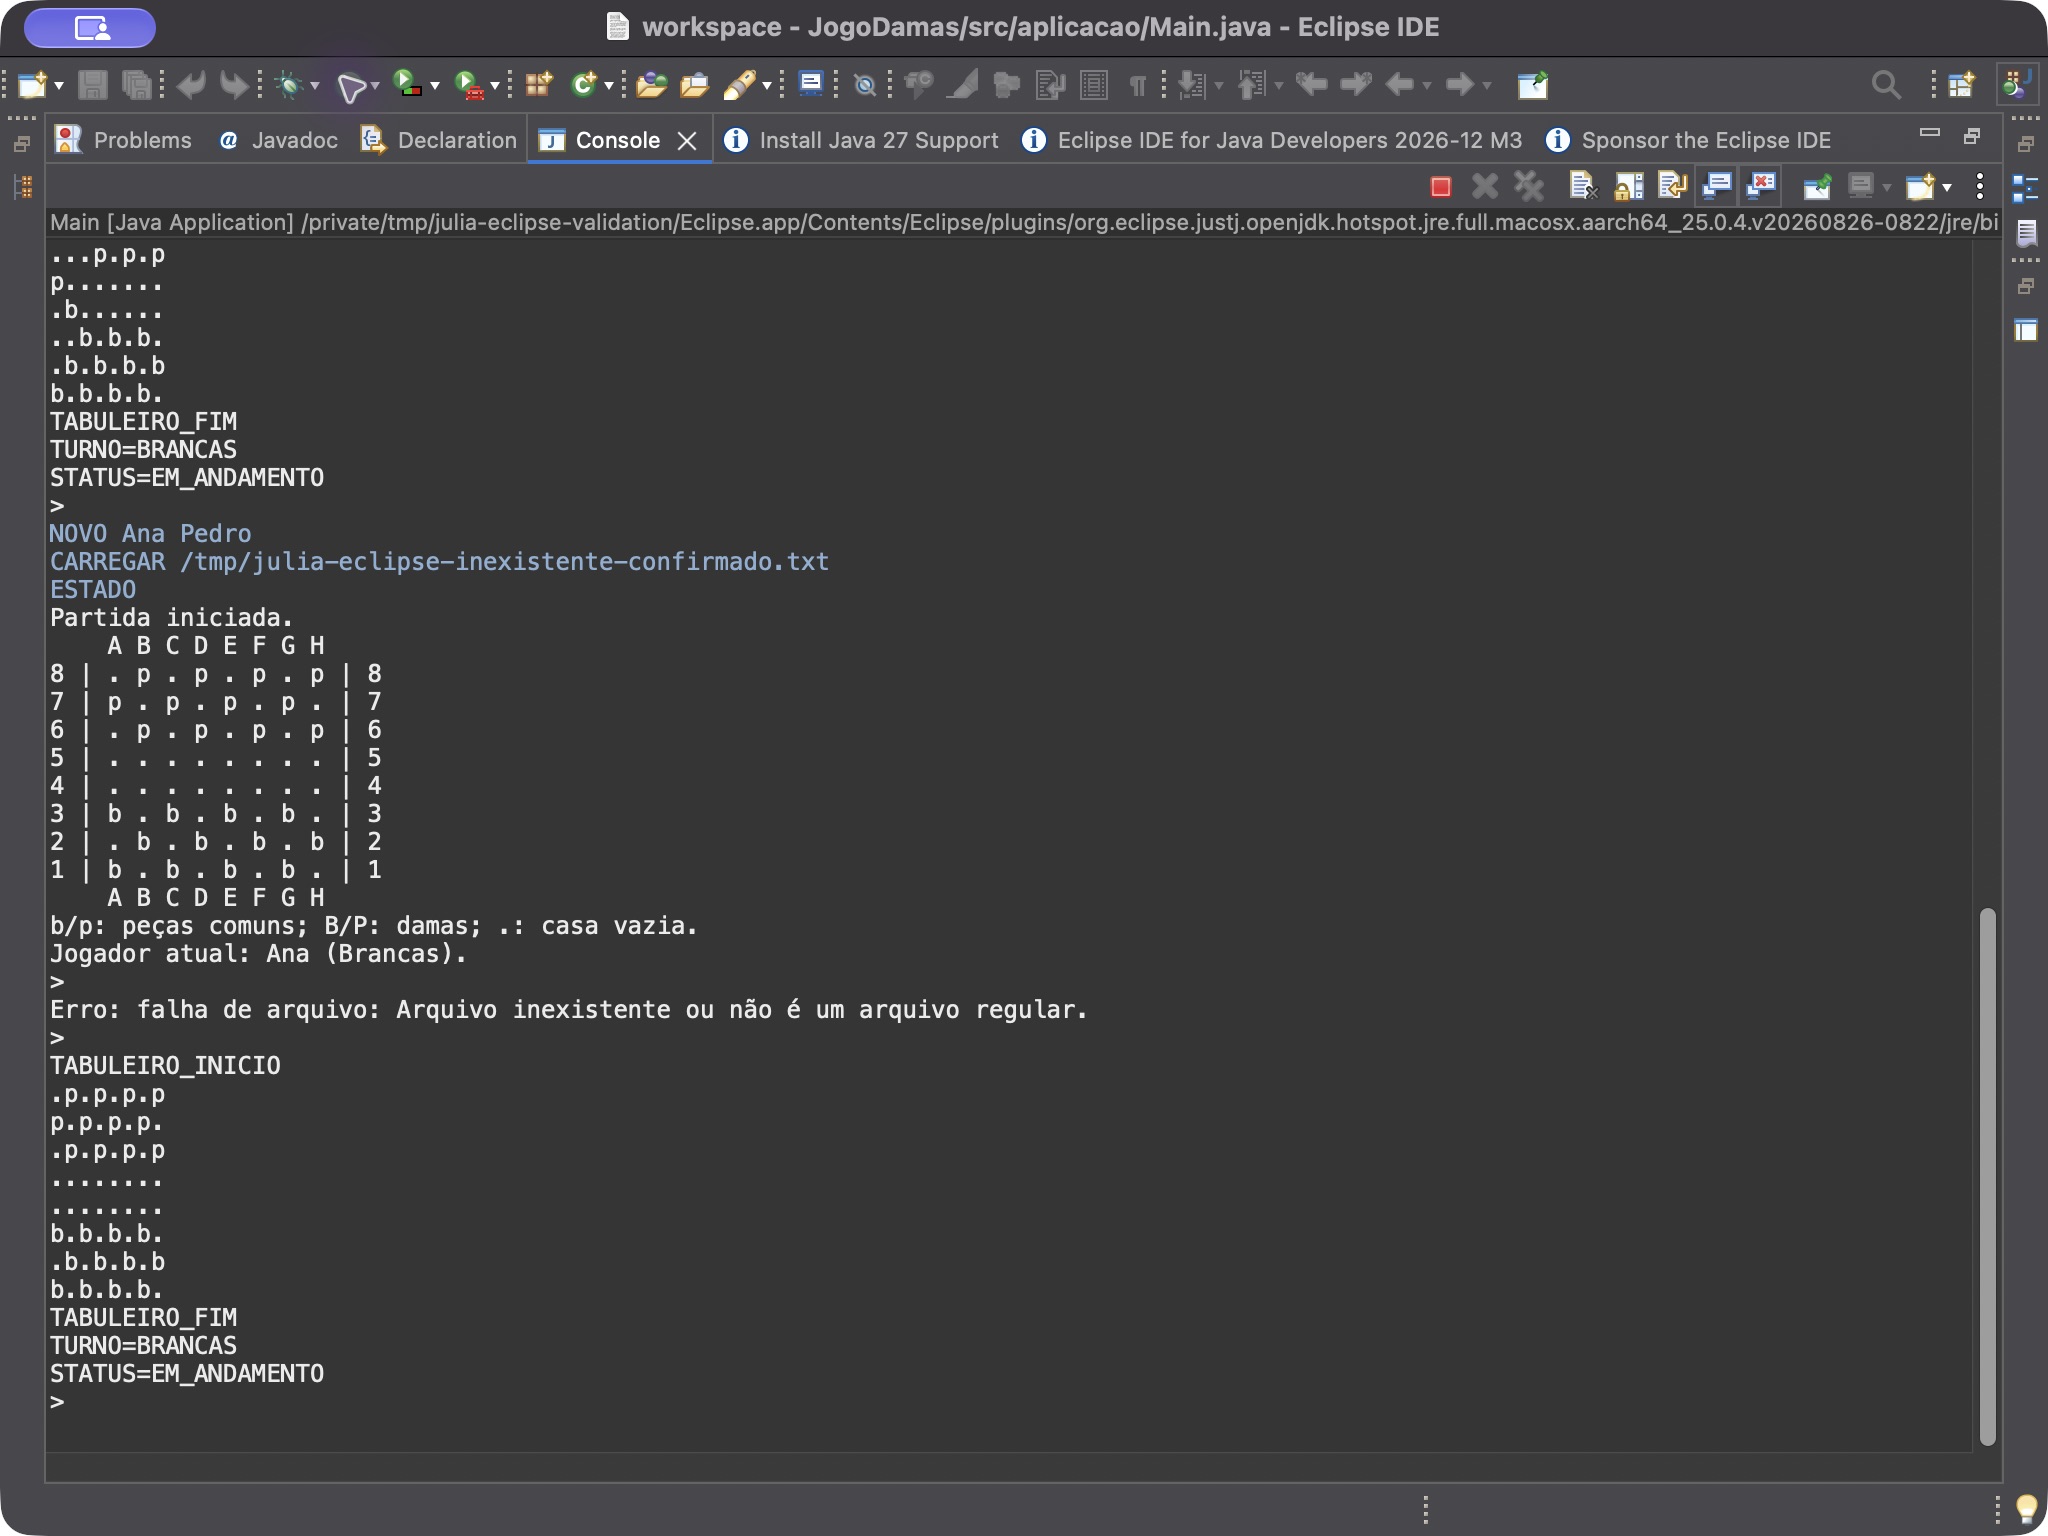 workspace - JogoDamas/src/aplicacao/Main.java - Eclipse IDE
Problems @ Javadoc Declaration Console Install Java 27 Support Eclipse IDE for Java Developers 2026-12 M3 Sponsor the Eclipse IDE
Main [Java Application] /private/tmp/julia-eclipse-validation/Eclipse.app/Contents/Eclipse/plugins/org.eclipse.justj.openjdk.hotspot.jre.full.macosx.aarch64_25.0.4.v20260826-0822/jre/bi
...p.p.p
p.......
.b......
..b.b.b.
.b.b.b.b
b.b.b.b.
TABULEIRO_FIM
TURNO=BRANCAS
STATUS=EM_ANDAMENTO
>
NOVO Ana Pedro
CARREGAR /tmp/julia-eclipse-inexistente-confirmado.txt
ESTADO
Partida iniciada.
    A B C D E F G H
8 | . p . p . p . p | 8
7 | p . p . p . p . | 7
6 | . p . p . p . p | 6
5 | . . . . . . . . | 5
4 | . . . . . . . . | 4
3 | b . b . b . b . | 3
2 | . b . b . b . b | 2
1 | b . b . b . b . | 1
    A B C D E F G H
b/p: peças comuns; B/P: damas; .: casa vazia.
Jogador atual: Ana (Brancas).
>
Erro: falha de arquivo: Arquivo inexistente ou não é um arquivo regular.
>
TABULEIRO_INICIO
.p.p.p.p
p.p.p.p.
.p.p.p.p
........
........
b.b.b.b.
.b.b.b.b
b.b.b.b.
TABULEIRO_FIM
TURNO=BRANCAS
STATUS=EM_ANDAMENTO
>